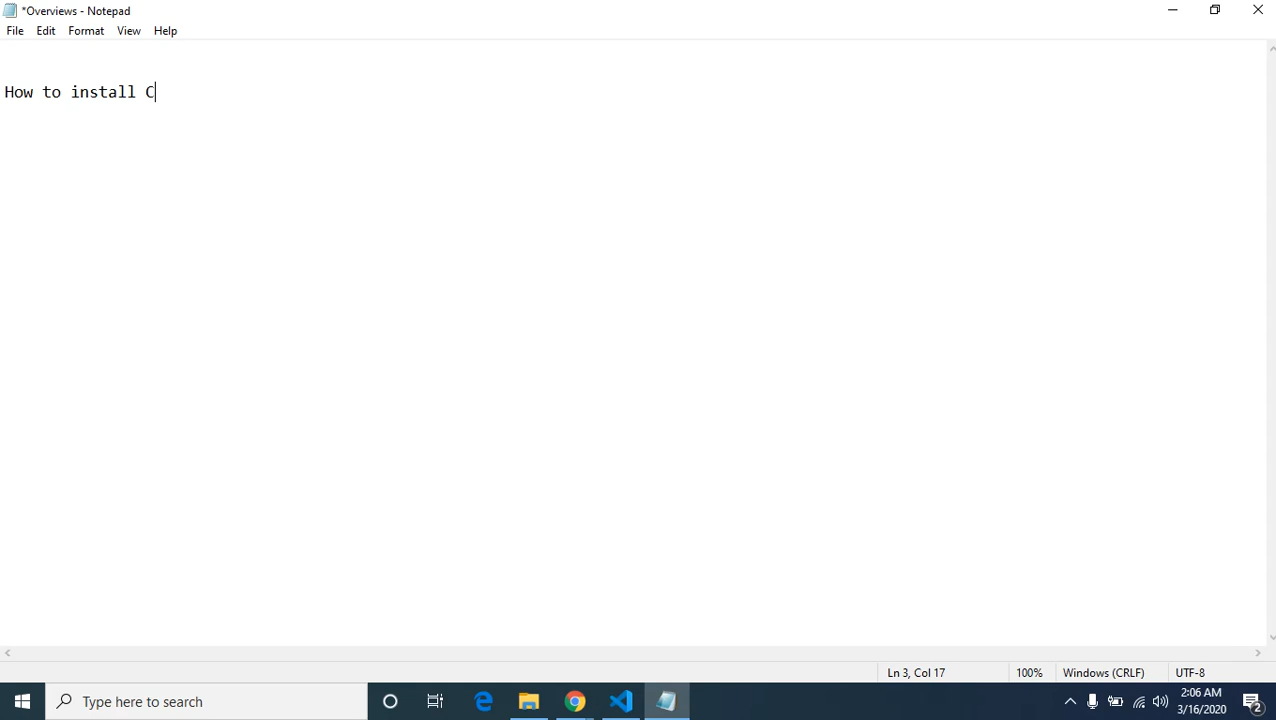 *Overviews - Notepad
File Edit Format View Help
How to install C
Ln 3, Col 17 100% Windows (CRLF) UTF-8
Type here to search
2:06 AM
3/16/2020
2